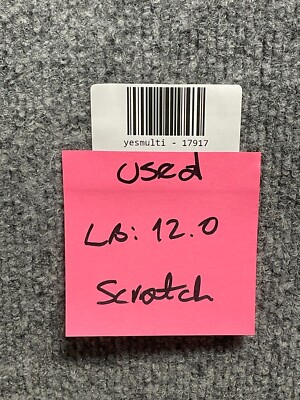 yesmulti - 17917
used
LB: 12.0
Scratch